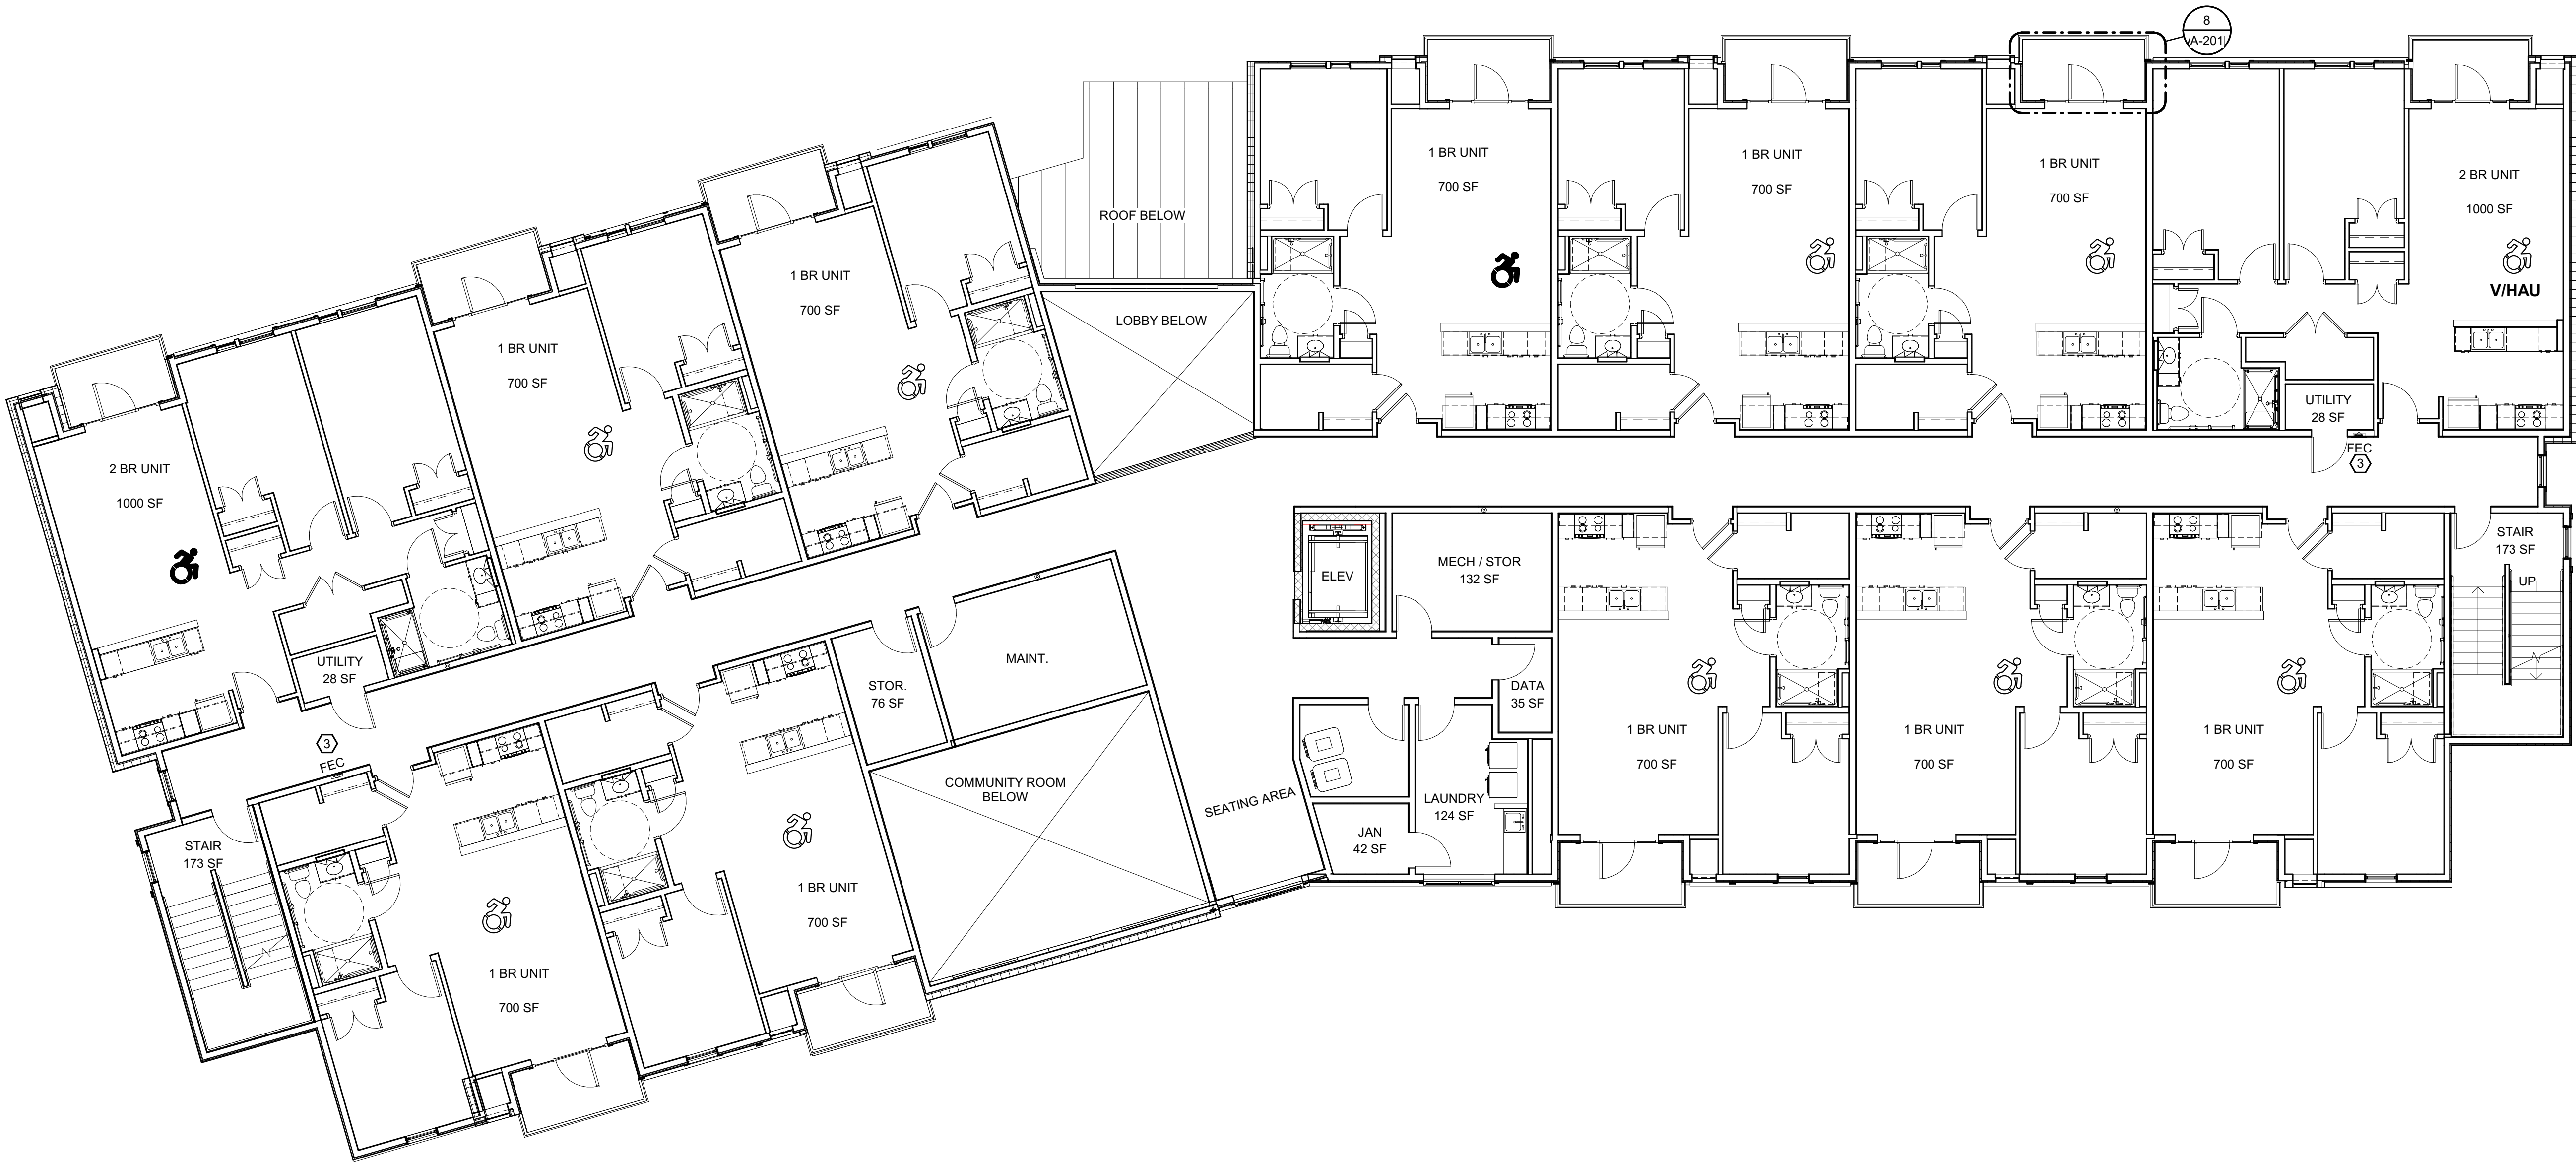 8
A-201
1 BR UNIT
700 SF
1 BR UNIT
700 SF
1 BR UNIT
700 SF
2 BR UNIT
1000 SF
V/HAU
ROOF BELOW
LOBBY BELOW
1 BR UNIT
700 SF
1 BR UNIT
700 SF
2 BR UNIT
1000 SF
UTILITY
28 SF
FEC
3
UTILITY
28 SF
3
FEC
STAIR
173 SF
UP
ELEV
MECH / STOR
132 SF
DATA
35 SF
MAINT.
STOR.
76 SF
COMMUNITY ROOM
BELOW
SEATING AREA
LAUNDRY
124 SF
JAN
42 SF
1 BR UNIT
700 SF
1 BR UNIT
700 SF
1 BR UNIT
700 SF
STAIR
173 SF
1 BR UNIT
700 SF
1 BR UNIT
700 SF